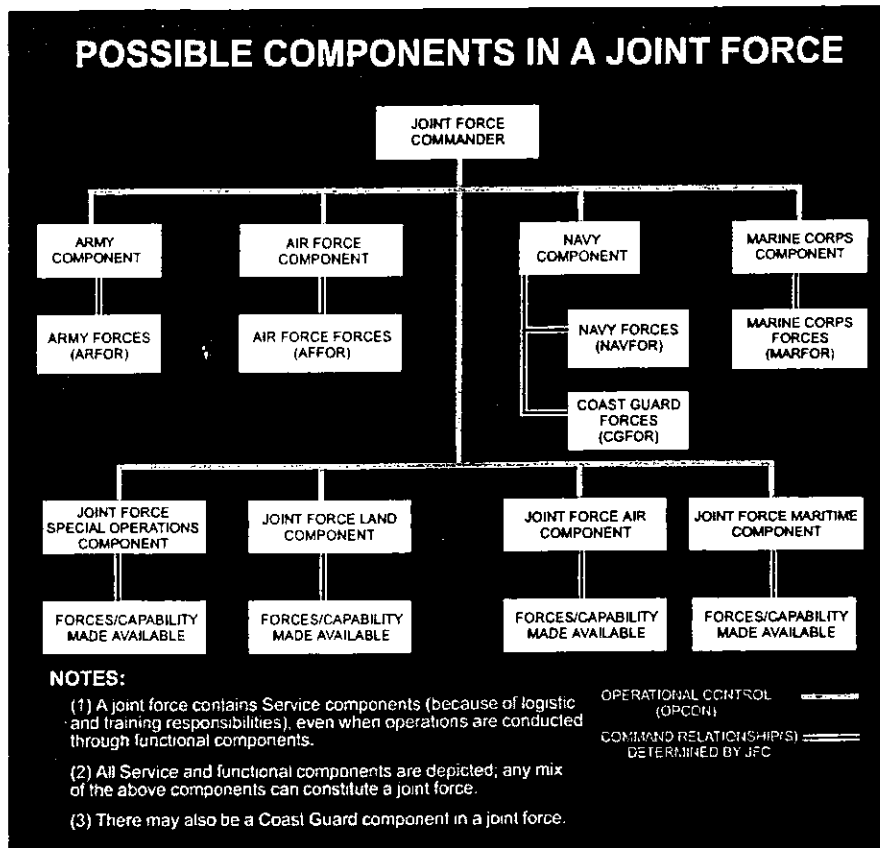 POSSIBLE COMPONENTS IN A JOINT FORCE
JOINT FORCE
COMMANDER
ARMY
COMPONENT
AIR FORCE
COMPONENT
NAVY
COMPONENT
MARINE CORPS
COMPONENT
ARMY FORCES
(ARFOR)
AIR FORCE FORCES
(AFFOR)
NAVY FORCES
(NAVFOR)
MARINE CORPS
FORCES
(MARFOR)
COAST GUARD
FORCES
(CGFOR)
JOINT FORCE
SPECIAL OPERATIONS
COMPONENT
JOINT FORCE LAND
COMPONENT
JOINT FORCE AIR
COMPONENT
JOINT FORCE MARITIME
COMPONENT
FORCES/CAPABILITY
MADE AVAILABLE
FORCES/CAPABILITY
MADE AVAILABLE
FORCES/CAPABILITY
MADE AVAILABLE
FORCES/CAPABILITY
MADE AVAILABLE
NOTES:
(1) A joint force contains Service components (because of logistic
and training responsibilities), even when operations are conducted
through functional components.
(2) All Service and functional components are depicted; any mix
of the above components can constitute a joint force.
(3) There may also be a Coast Guard component in a joint force.
OPERATIONAL CONTROL
(OPCON)
COMMAND RELATIONSHIP(S)
DETERMINED BY JFC